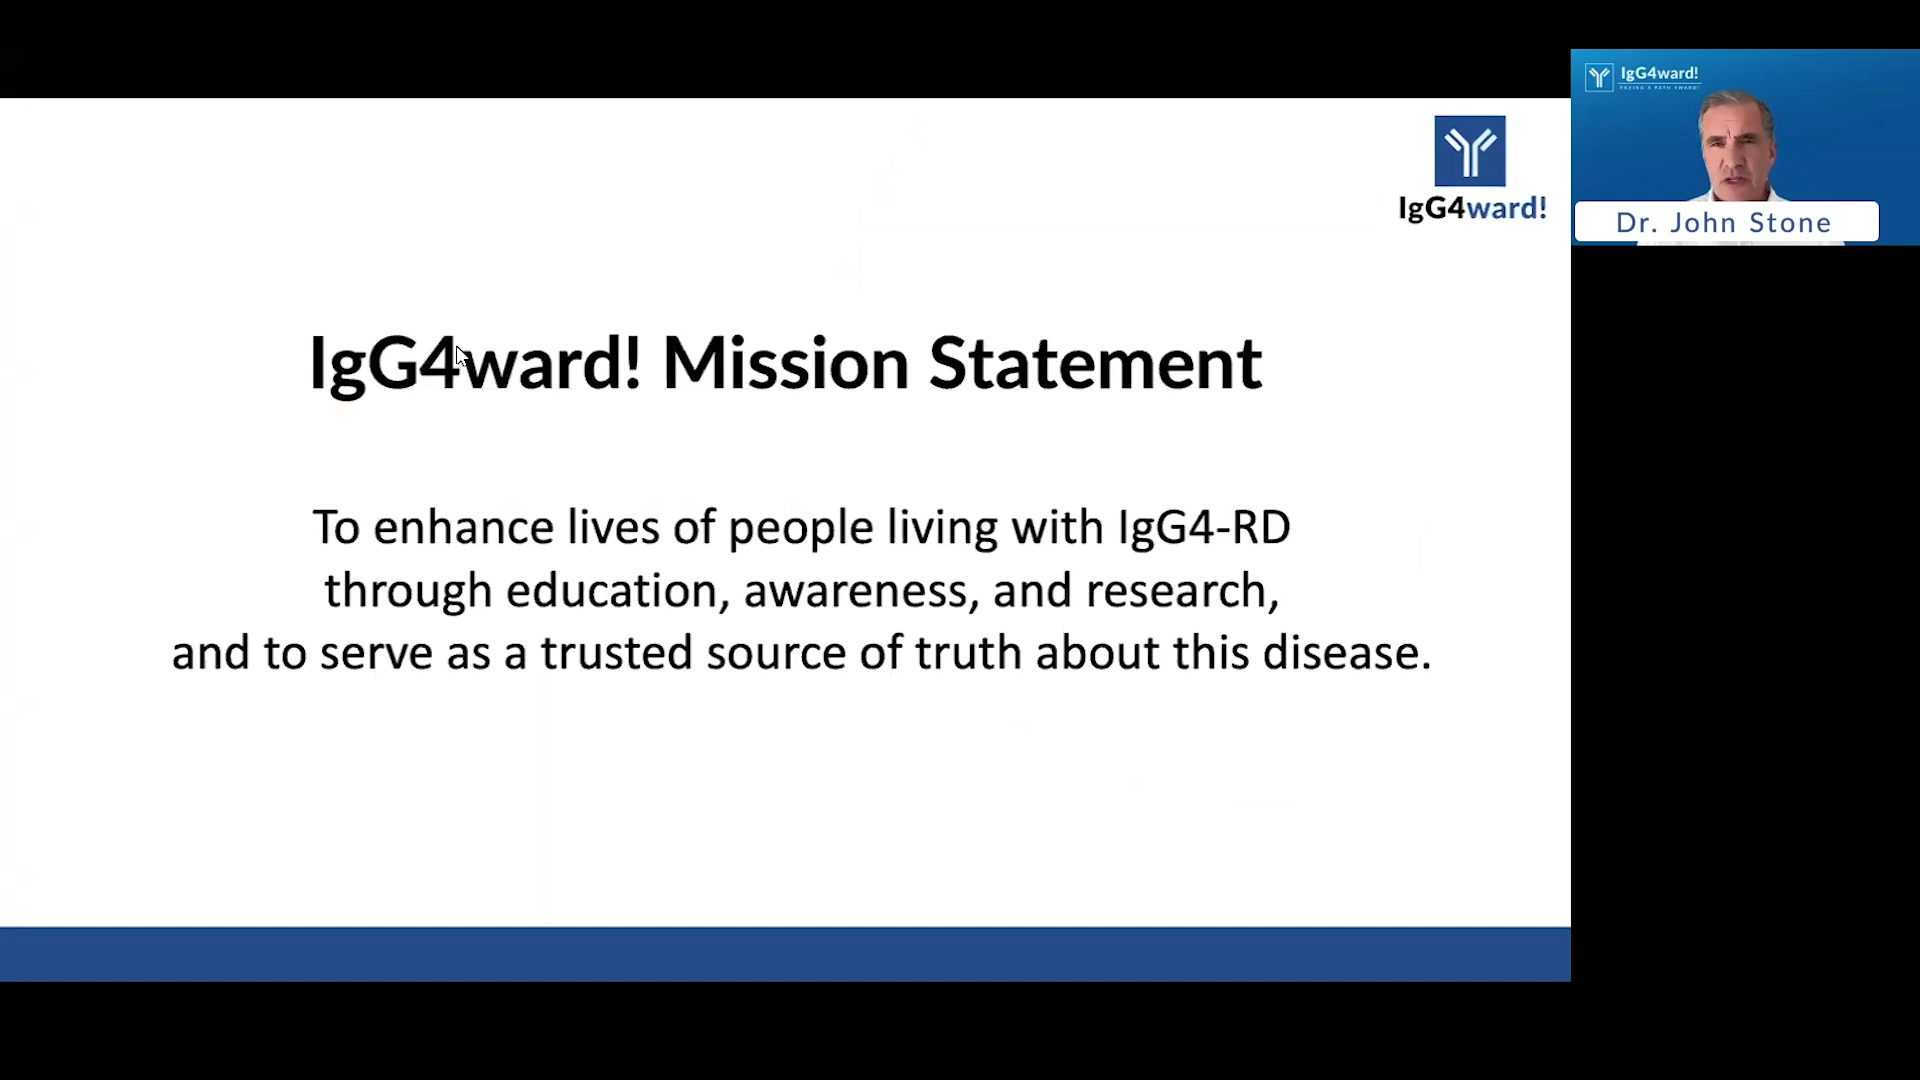 IgG4ward!
IgG4ward! Mission Statement
To enhance lives of people living with IgG4-RD
through education, awareness, and research,
and to serve as a trusted source of truth about this disease.
IgG4ward!
Dr. John Stone